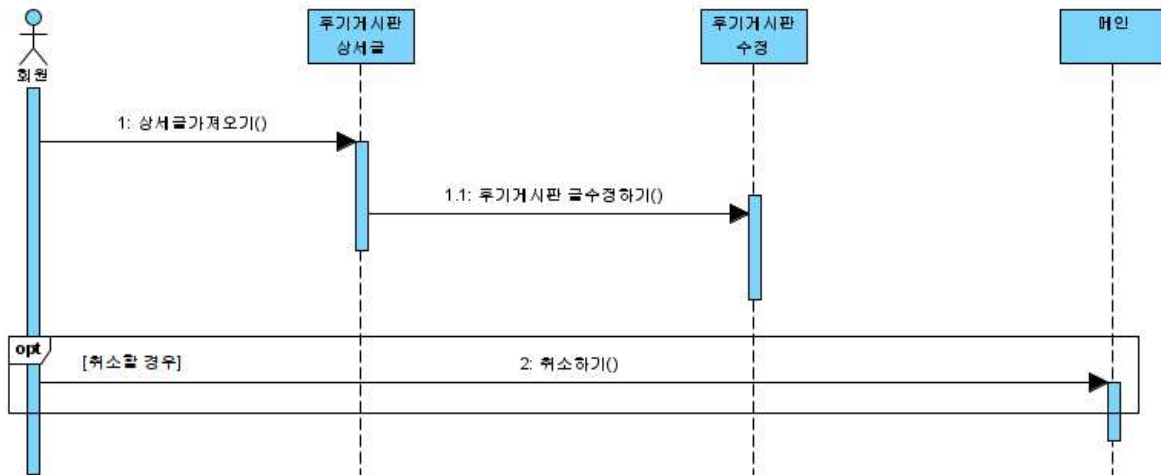 후기게시판
상세글
후기게시판
수정
메인
회원
1: 상세글가져오기()
1.1: 후기게시판 글수정하기()
opt
[취소할 경우]
2: 취소하기()